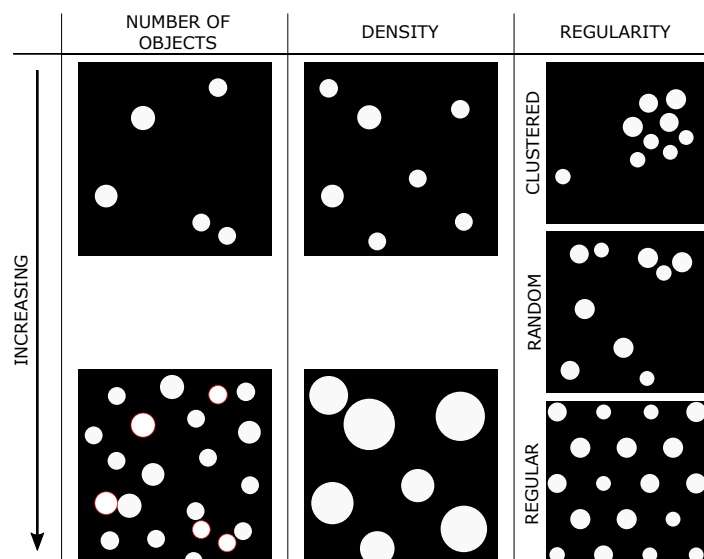 NUMBER OF
OBJECTS
DENSITY
REGULARITY
INCREASING
CLUSTERED
RANDOM
REGULAR